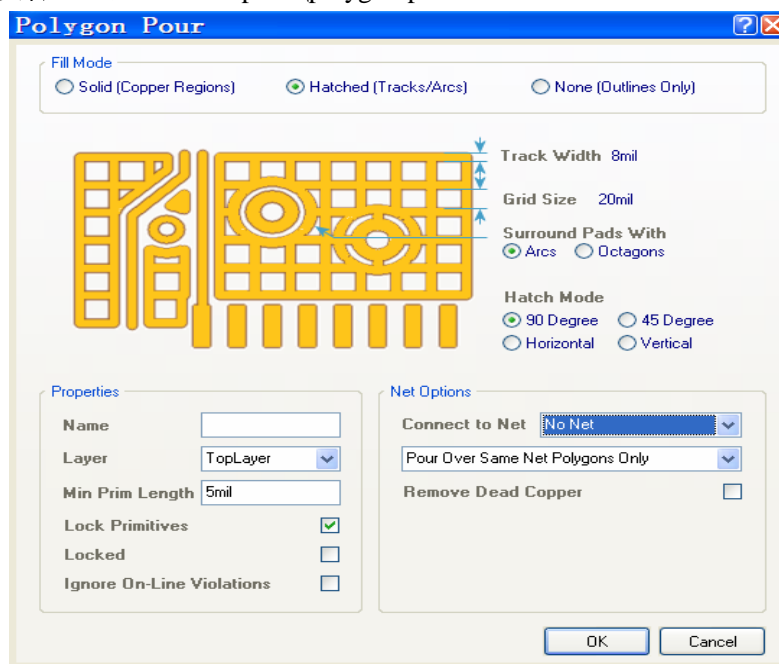 Polygon Pour
Fill Mode
Solid (Copper Regions) Hatched (Tracks/Arcs) None (Outlines Only)
Track Width 8mil
Grid Size 20mil
Surround Pads With
Arcs Octagons
Hatch Mode
90 Degree 45 Degree
Horizontal Vertical
Properties
Name
Layer TopLayer
Min Prim Length 5mil
Lock Primitives
Locked
Ignore On-Line Violations
Net Options
Connect to Net No Net
Pour Over Same Net Polygons Only
Remove Dead Copper
OK Cancel